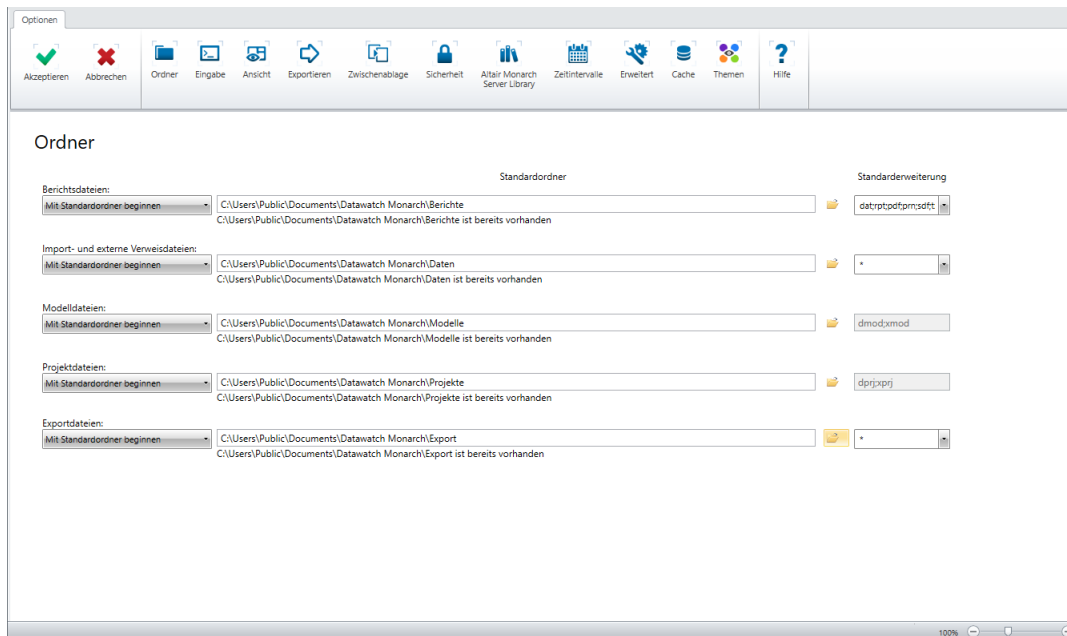 Optionen
Akzeptieren
Abbrechen
Ordner
Eingabe
Ansicht
Exportieren
Zwischenablage
Sicherheit
Altair Monarch
Server Library
Zeitintervalle
Erweitert
Cache
Themen
Hilfe
Ordner
Standardordner
Standarderweiterung
Berichtsdateien:
Mit Standardordner beginnen
C:\Users\Public\Documents\Datawatch Monarch\Berichte
dat;rpt;pdf;prn;sdf;t
C:\Users\Public\Documents\Datawatch Monarch\Berichte ist bereits vorhanden
Import- und externe Verweisdateien:
Mit Standardordner beginnen
C:\Users\Public\Documents\Datawatch Monarch\Daten
*
C:\Users\Public\Documents\Datawatch Monarch\Daten ist bereits vorhanden
Modelldateien:
Mit Standardordner beginnen
C:\Users\Public\Documents\Datawatch Monarch\Modelle
dmod;xmod
C:\Users\Public\Documents\Datawatch Monarch\Modelle ist bereits vorhanden
Projektdateien:
Mit Standardordner beginnen
C:\Users\Public\Documents\Datawatch Monarch\Projekte
dprj;xprj
C:\Users\Public\Documents\Datawatch Monarch\Projekte ist bereits vorhanden
Exportdateien:
Mit Standardordner beginnen
C:\Users\Public\Documents\Datawatch Monarch\Export
*
C:\Users\Public\Documents\Datawatch Monarch\Export ist bereits vorhanden
100%